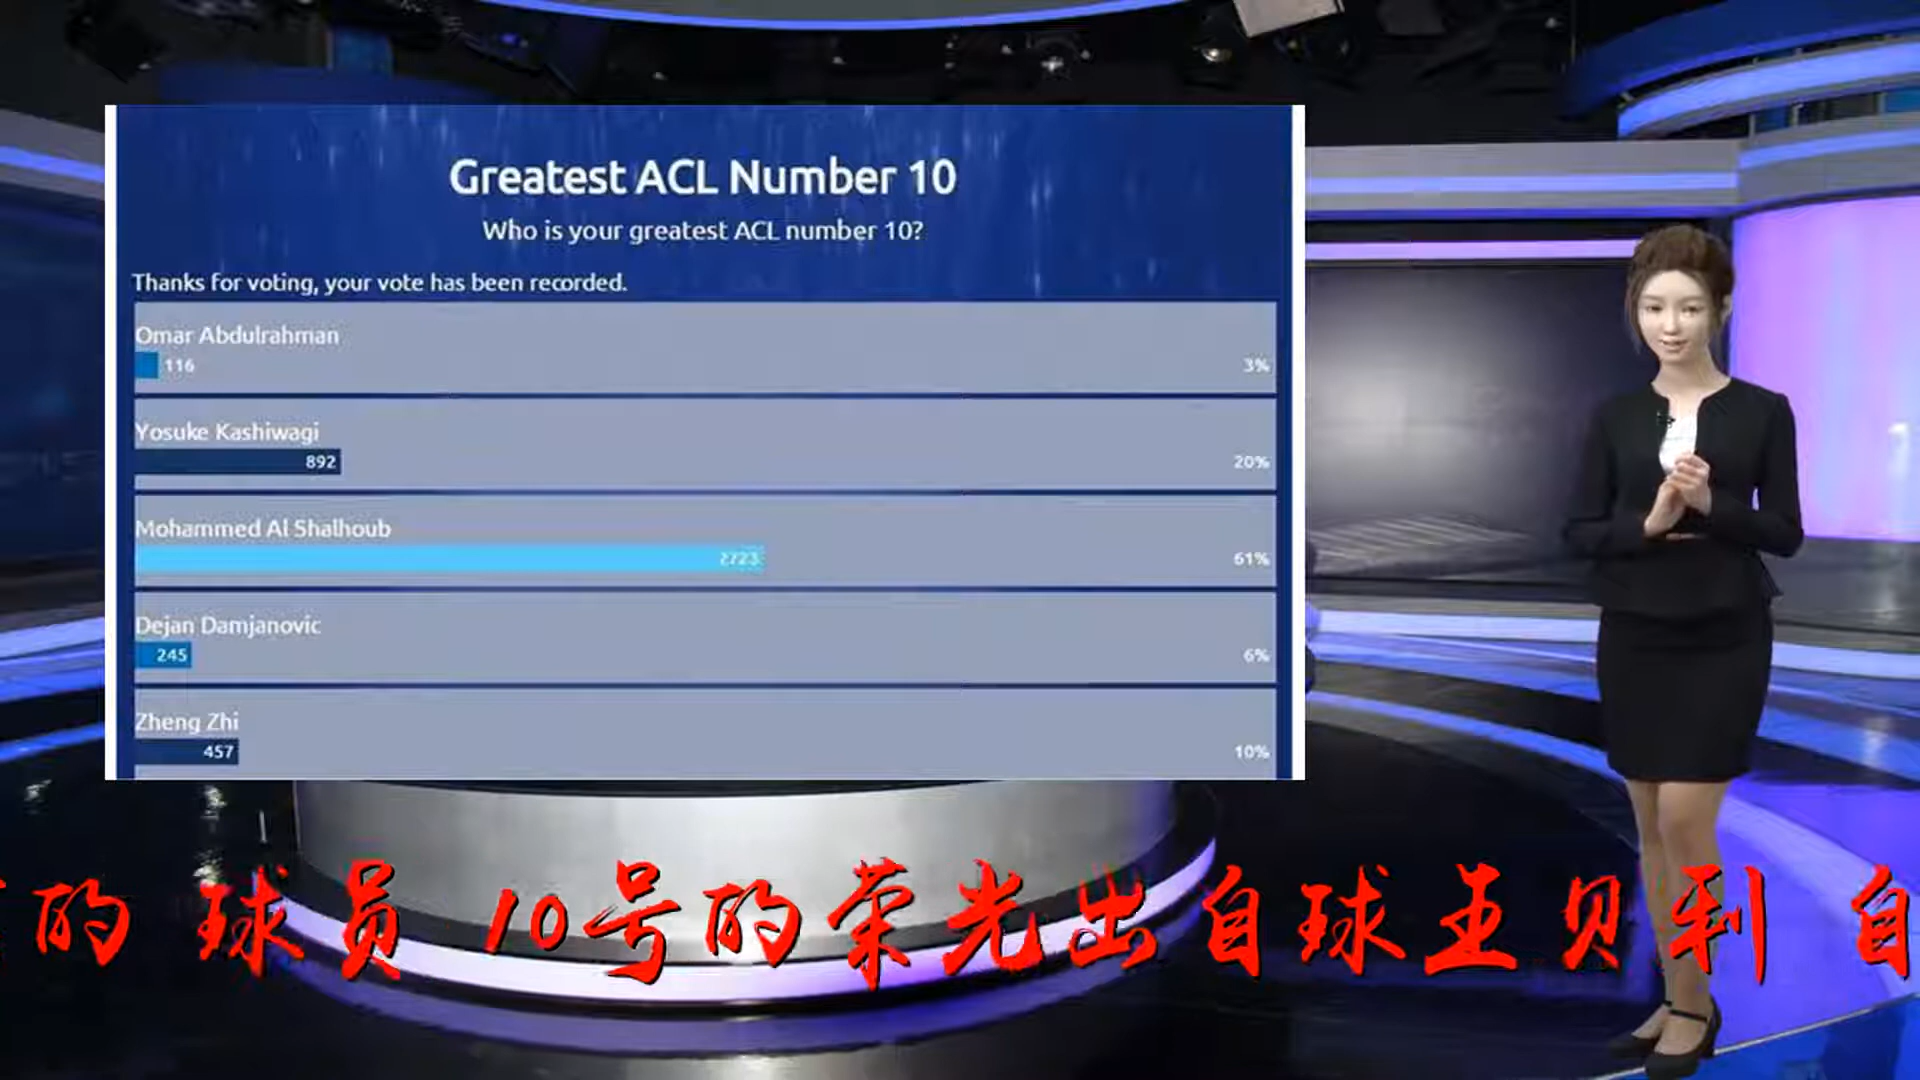 Greatest ACL Number 10
Who is your greatest ACL number 10?
Thanks for voting, your vote has been recorded.
Omar Abdulrahman
116 3%
Yosuke Kashiwagi
892 20%
Mohammed Al Shalhoub
2723 61%
Dejan Damjanovic
245 6%
Zheng Zhi
457 10%
的 球员 10号的荣光出自球王贝利 自